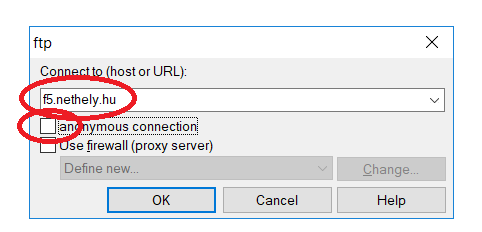 ftp
Connect to (host or URL):
f5.nethely.hu
anonymous connection
Use firewall (proxy server)
Define new...
Change...
OK
Cancel
Help